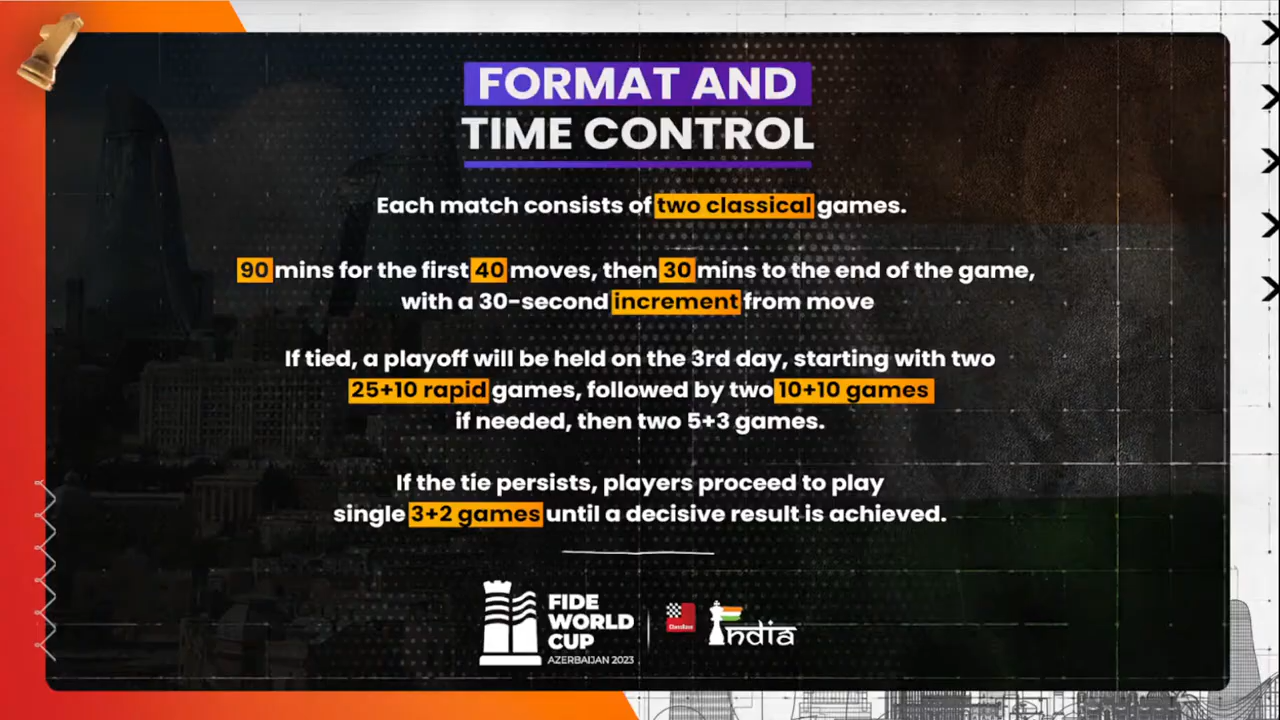 FORMAT AND
TIME CONTROL
Each match consists of two classical games.
90 mins for the first 40 moves, then 30 mins to the end of the game,
with a 30-second increment from move
If tied, a playoff will be held on the 3rd day, starting with two
25+10 rapid games, followed by two 10+10 games
if needed, then two 5+3 games.
If the tie persists, players proceed to play
single 3+2 games until a decisive result is achieved.
FIDE
WORLD
CUP
AZERBAIJAN 2023
ChessBase
India